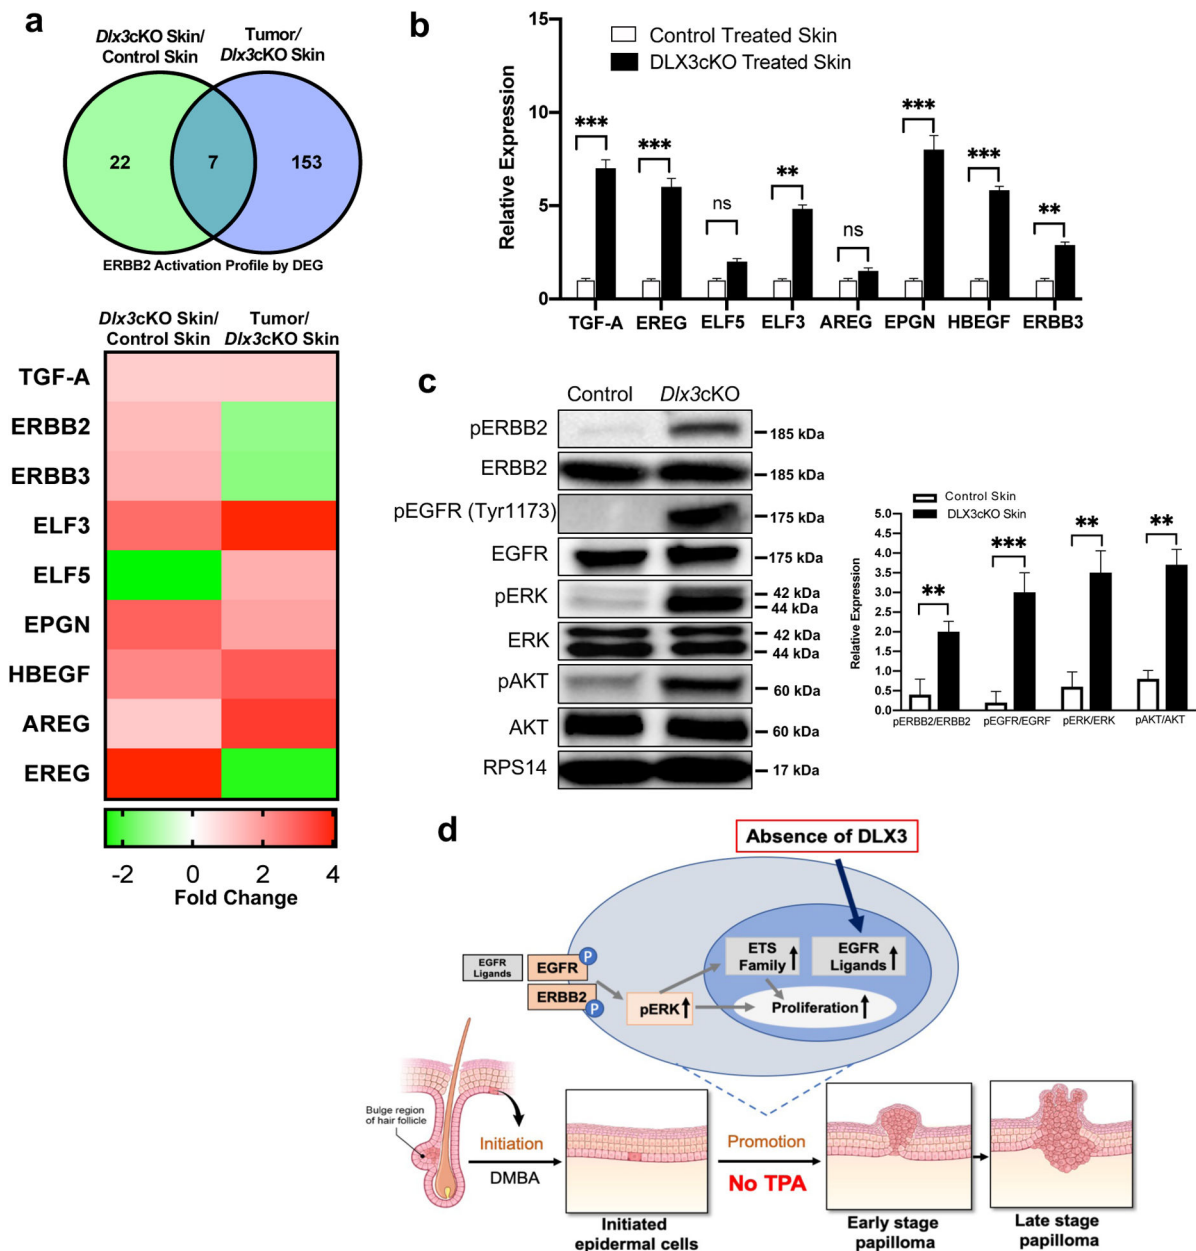 a
Dlx3cKO Skin/
Control Skin
Tumor/
Dlx3cKO Skin
22
7
153
ERBB2 Activation Profile by DEG
Dlx3cKO Skin/
Control Skin
Tumor/
Dlx3cKO Skin
TGF-A
ERBB2
ERBB3
ELF3
ELF5
EPGN
HBEGF
AREG
EREG
-2
0
2
4
Fold Change
b
Control Treated Skin
DLX3cKO Treated Skin
Relative Expression
15
10
5
0
***
***
ns
**
ns
***
***
**
TGF-A
EREG
ELF5
ELF3
AREG
EPGN
HBEGF
ERBB3
c
Control
Dlx3cKO
pERBB2
185 kDa
ERBB2
185 kDa
pEGFR (Tyr1173)
175 kDa
EGFR
175 kDa
pERK
42 kDa
44 kDa
ERK
42 kDa
44 kDa
pAKT
60 kDa
AKT
60 kDa
RPS14
17 kDa
Control Skin
DLX3cKO Skin
Relative Expression
5.0
4.5
4.0
3.5
3.0
2.5
2.0
1.5
1.0
0.5
0.0
**
***
**
**
pERBB2/ERBB2
pEGFR/EGRF
pERK/ERK
pAKT/AKT
d
Absence of DLX3
EGFR
Ligands
EGFR
P
ERBB2
P
pERK
ETS
Family
EGFR
Ligands
Proliferation
Bulge region
of hair follicle
Initiation
DMBA
Initiated
epidermal cells
Promotion
No TPA
Early stage
papilloma
Late stage
papilloma